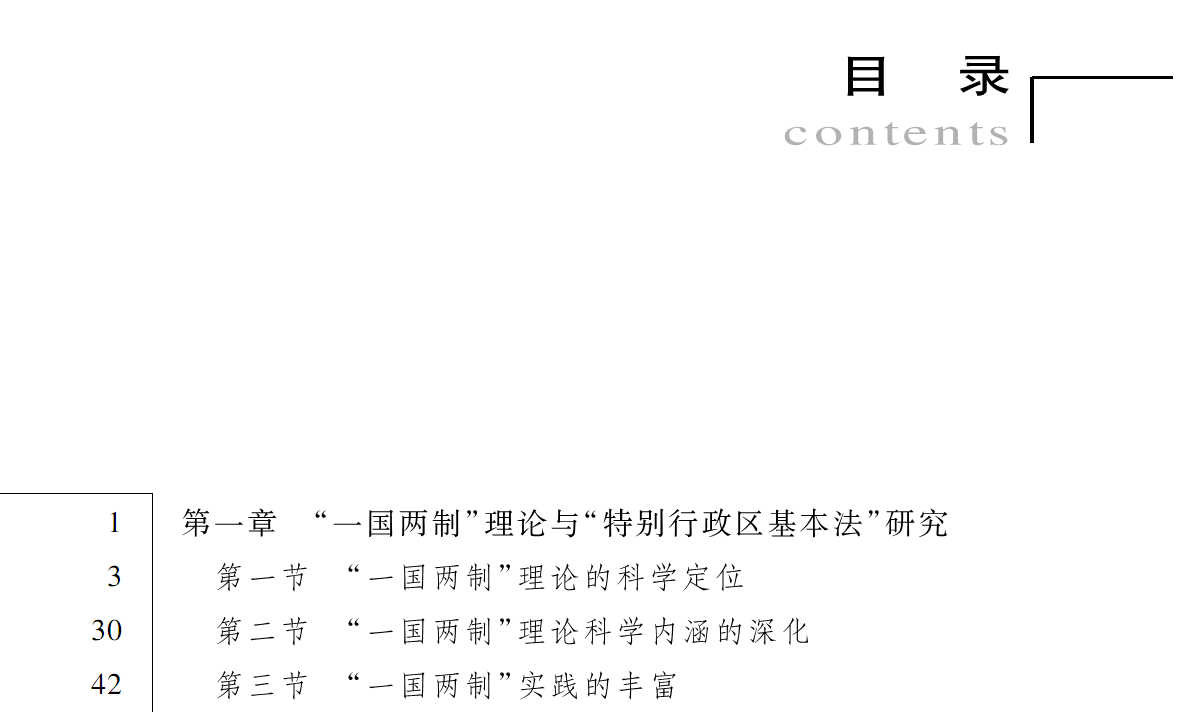 目 录
contents
1 第一章 “一国两制”理论与“特别行政区基本法”研究
3 第一节 “一国两制”理论的科学定位
30 第二节 “一国两制”理论科学内涵的深化
42 第三节 “一国两制”实践的丰富